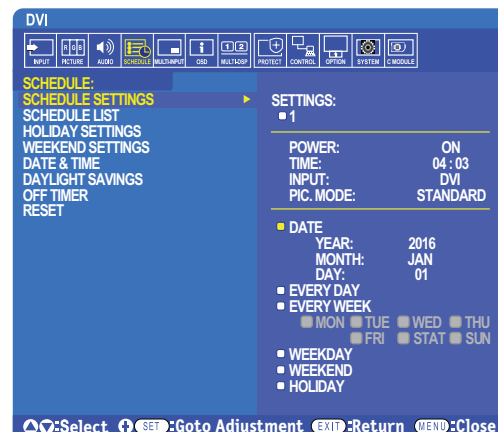 DVI
INPUT RGB PICTURE AUDIO SCHEDULE MULTI-INPUT i OSD 1 2 MULTI-DSP PROTECT CONTROL OPTION SYSTEM C MODULE
SCHEDULE:
SCHEDULE SETTINGS
SCHEDULE LIST
HOLIDAY SETTINGS
WEEKEND SETTINGS
DATE & TIME
DAYLIGHT SAVINGS
OFF TIMER
RESET
SETTINGS:
1
POWER: ON
TIME: 04 : 03
INPUT: DVI
PIC. MODE: STANDARD
DATE
YEAR: 2016
MONTH: JAN
DAY: 01
EVERY DAY
EVERY WEEK
MON TUE WED THU
FRI STAT SUN
WEEKDAY
WEEKEND
HOLIDAY
:Select SET:Goto Adjustment EXIT:Return MENU:Close